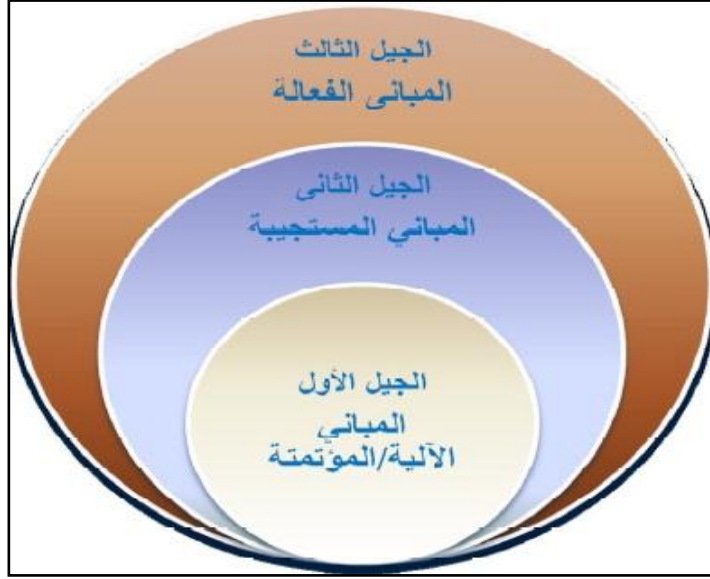 الجيل الثالث
المبانى الفعالة
الجيل الثانى
المباني المستجيبة
الجيل الأول
المباني
الآلية/المؤتمتة